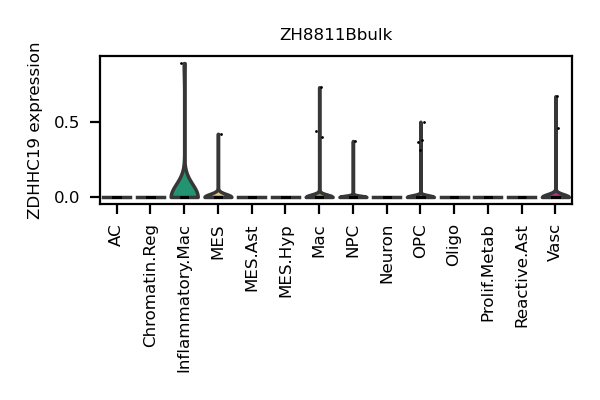 ZH8811Bbulk
ZDHHC19 expression
0.5
0.0
AC
Chromatin.Reg
Inflammatory.Mac
MES
MES.Ast
MES.Hyp
Mac
NPC
Neuron
OPC
Oligo
Prolif.Metab
Reactive.Ast
Vasc